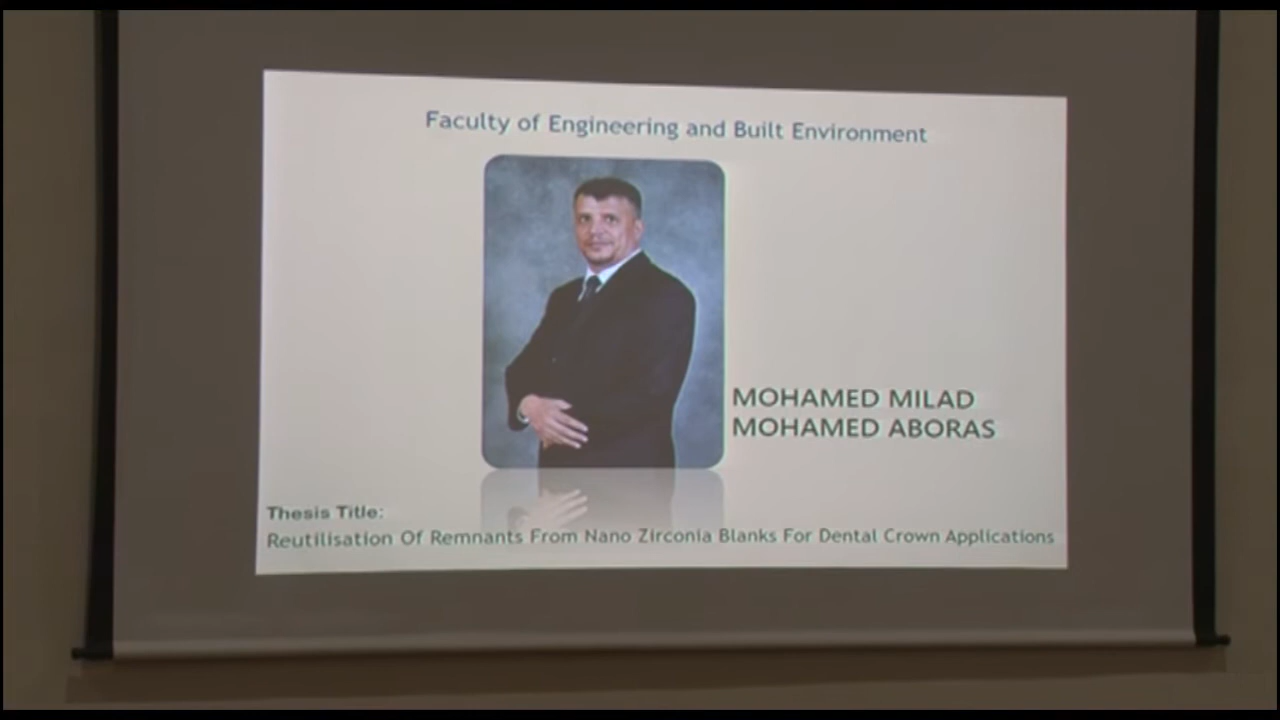 Faculty of Engineering and Built Environment
MOHAMED MILAD
MOHAMED ABORAS
Thesis Title:
Reutilisation Of Remnants From Nano Zirconia Blanks For Dental Crown Applications